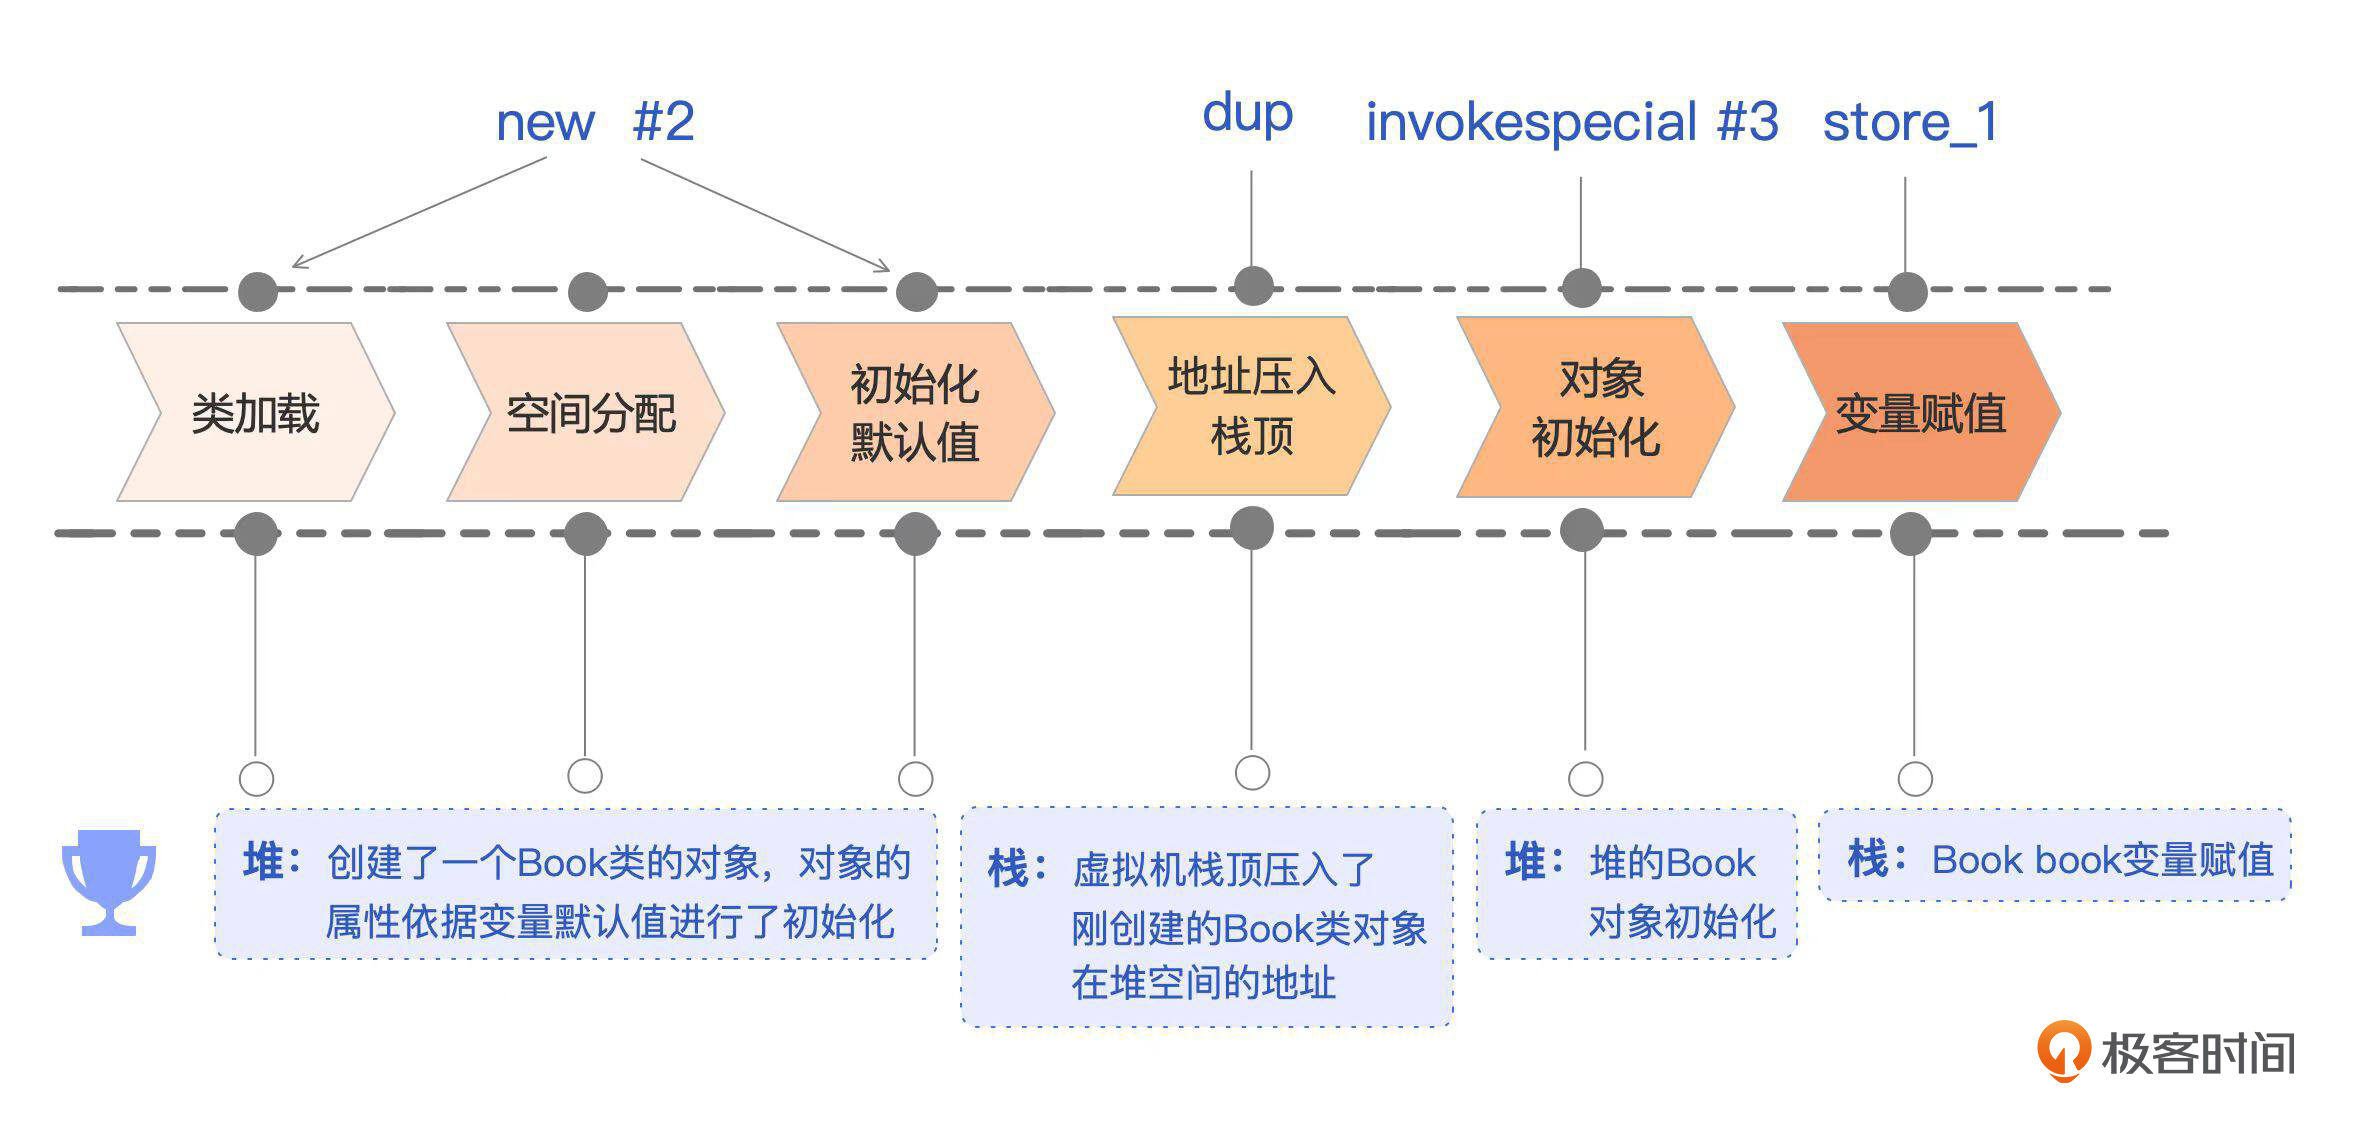 new #2
dup
invokespecial #3
store_1
类加载
空间分配
初始化
默认值
地址压入
栈顶
对象
初始化
变量赋值
堆：创建了一个Book类的对象，对象的
属性依据变量默认值进行了初始化
栈：虚拟机栈顶压入了
刚创建的Book类对象
在堆空间的地址
堆：堆的Book
对象初始化
栈：Book book变量赋值
极客时间